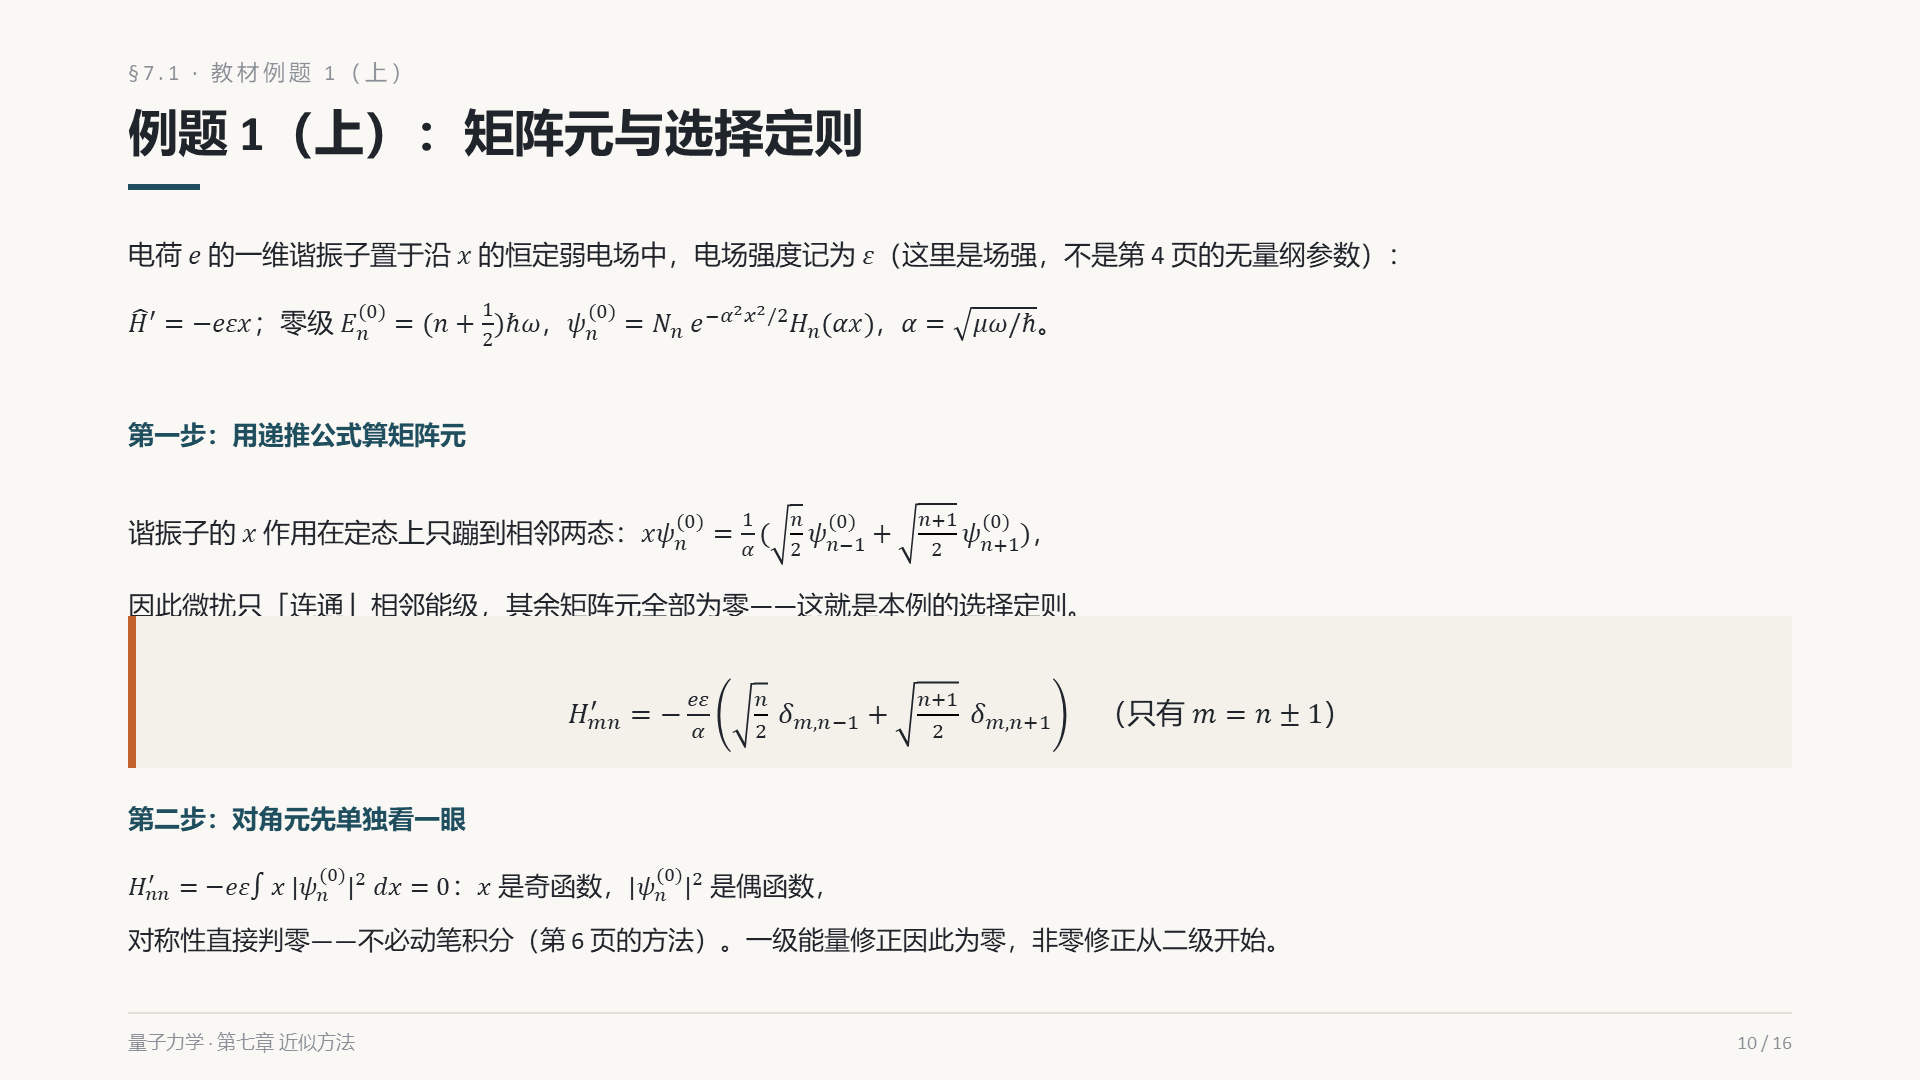 §7.1 · 教材例题 1（上）
例题 1（上）：矩阵元与选择定则
电荷 e 的一维谐振子置于沿 x 的恒定弱电场中，电场强度记为 ε（这里是场强，不是第 4 页的无量纲参数）：
Ĥ′ = −eεx；零级 E_n^{(0)} = (n + 1/2)ℏω，ψ_n^{(0)} = N_n e^{−α²x²/2}H_n(αx)，α = √(μω/ℏ)。
第一步：用递推公式算矩阵元
谐振子的 x 作用在定态上只蹦到相邻两态：xψ_n^{(0)} = 1/α (√(n/2) ψ_{n−1}^{(0)} + √((n+1)/2) ψ_{n+1}^{(0)})，
因此微扰只「连通」相邻能级，其余矩阵元全部为零——这就是本例的选择定则。
H′_{mn} = − eε/α (√(n/2) δ_{m,n−1} + √((n+1)/2) δ_{m,n+1}) （只有 m = n ± 1）
第二步：对角元先单独看一眼
H′_{nn} = −eε∫ x |ψ_n^{(0)}|² dx = 0：x 是奇函数，|ψ_n^{(0)}|² 是偶函数，
对称性直接判零——不必动笔积分（第 6 页的方法）。一级能量修正因此为零，非零修正从二级开始。
量子力学 · 第七章 近似方法
10 / 16